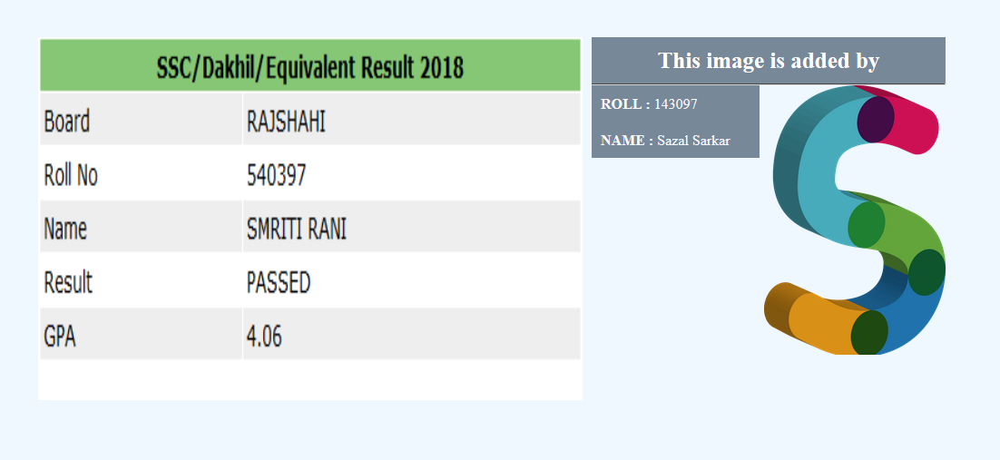 SSC/Dakhil/Equivalent Result 2018
Board RAJSHAHI
Roll No 540397
Name SMRITI RANI
Result PASSED
GPA 4.06
This image is added by
ROLL : 143097
NAME : Sazal Sarkar